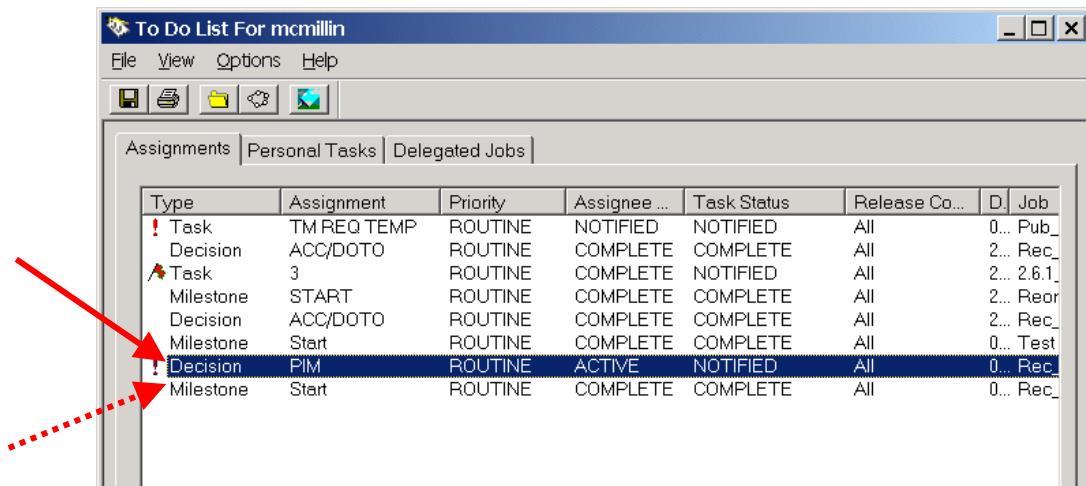 To Do List For mcmillin
File View Options Help
Assignments Personal Tasks Delegated Jobs
Type Assignment Priority Assignee ... Task Status Release Co... D. Job
! Task TM REQ TEMP ROUTINE NOTIFIED NOTIFIED All 0... Pub_
Decision ACC/DOTO ROUTINE COMPLETE COMPLETE All 2... Rec_
Task 3 ROUTINE COMPLETE NOTIFIED All 2... 2.6.1_
Milestone START ROUTINE COMPLETE COMPLETE All 2... Reor
Decision ACC/DOTO ROUTINE COMPLETE COMPLETE All 2... Rec_
Milestone Start ROUTINE COMPLETE COMPLETE All 0... Test
! Decision PIM ROUTINE ACTIVE NOTIFIED All 0... Rec_
Milestone Start ROUTINE COMPLETE COMPLETE All 0... Rec_